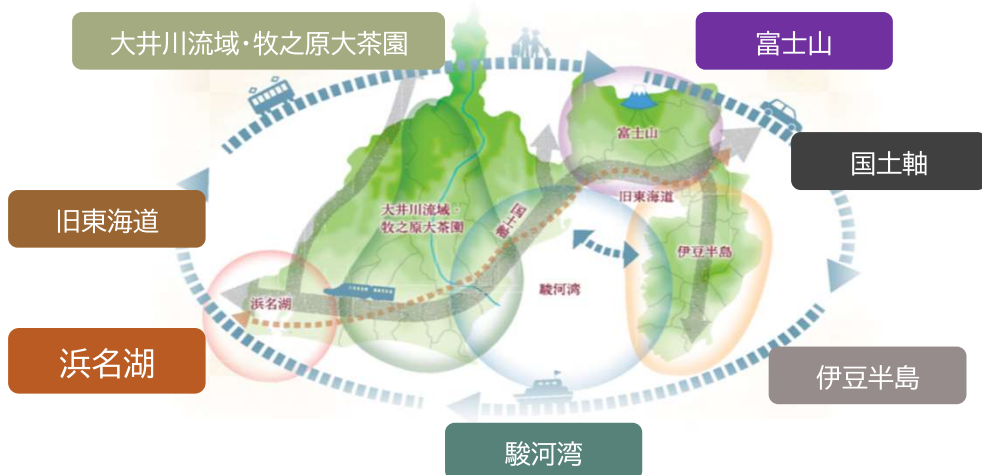 大井川流域・牧之原大茶園
富士山
国土軸
旧東海道
浜名湖
伊豆半島
駿河湾
富士山
旧東海道
大井川流域・
牧之原大茶園
国土軸
伊豆半島
駿河湾
浜名湖